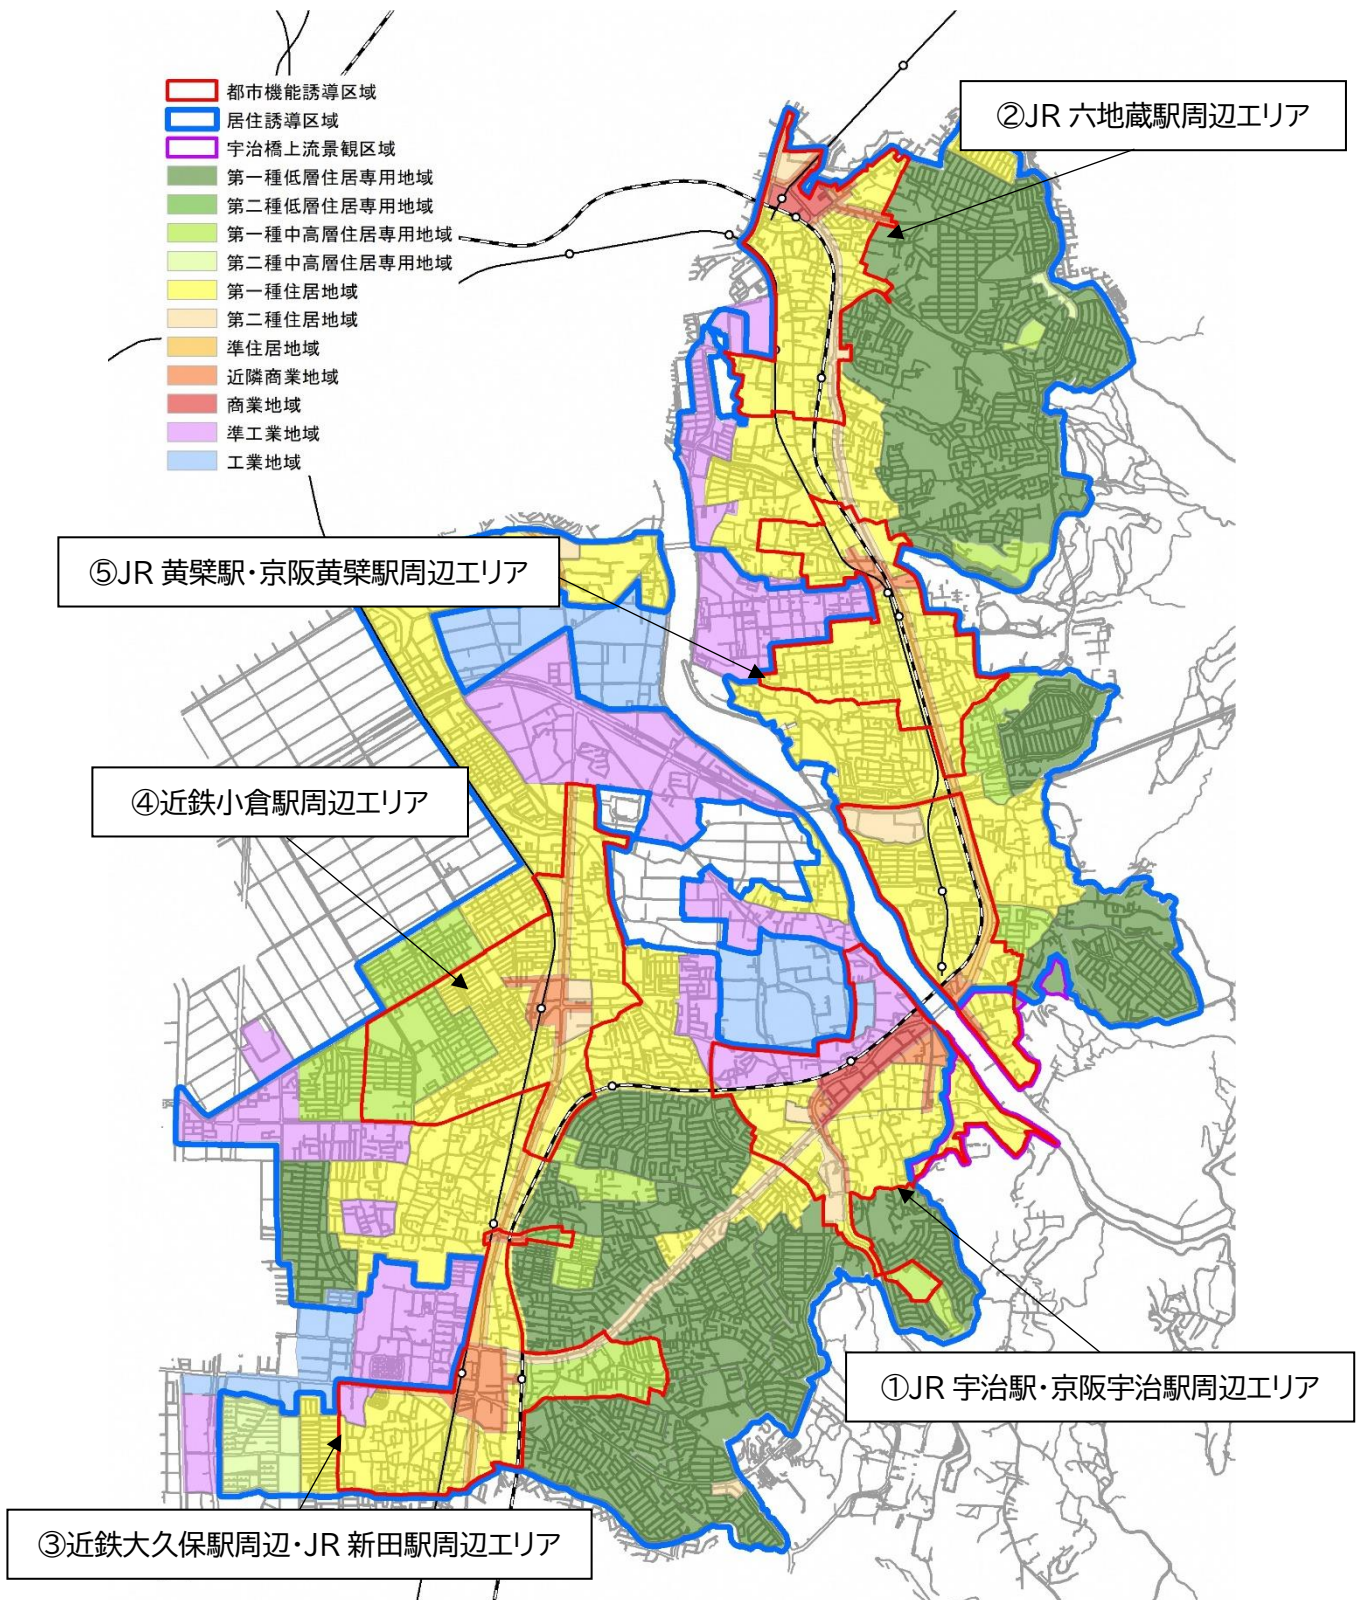 都市機能誘導区域
居住誘導区域
宇治橋上流景観区域
第一種低層住居専用地域
第二種低層住居専用地域
第一種中高層住居専用地域
第二種中高層住居専用地域
第一種住居地域
第二種住居地域
準住居地域
近隣商業地域
商業地域
準工業地域
工業地域
②JR 六地蔵駅周辺エリア
⑤JR 黄檗駅・京阪黄檗駅周辺エリア
④近鉄小倉駅周辺エリア
①JR 宇治駅・京阪宇治駅周辺エリア
③近鉄大久保駅周辺・JR 新田駅周辺エリア